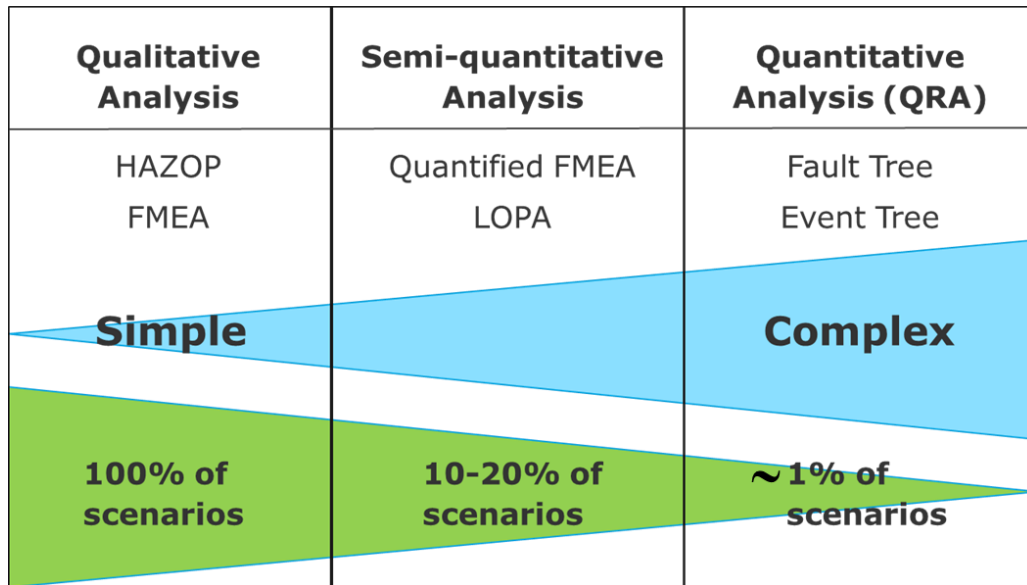 Qualitative
Analysis
Semi-quantitative
Analysis
Quantitative
Analysis (QRA)
HAZOP
FMEA
Quantified FMEA
LOPA
Fault Tree
Event Tree
Simple
Complex
100% of
scenarios
10-20% of
scenarios
~ 1% of
scenarios